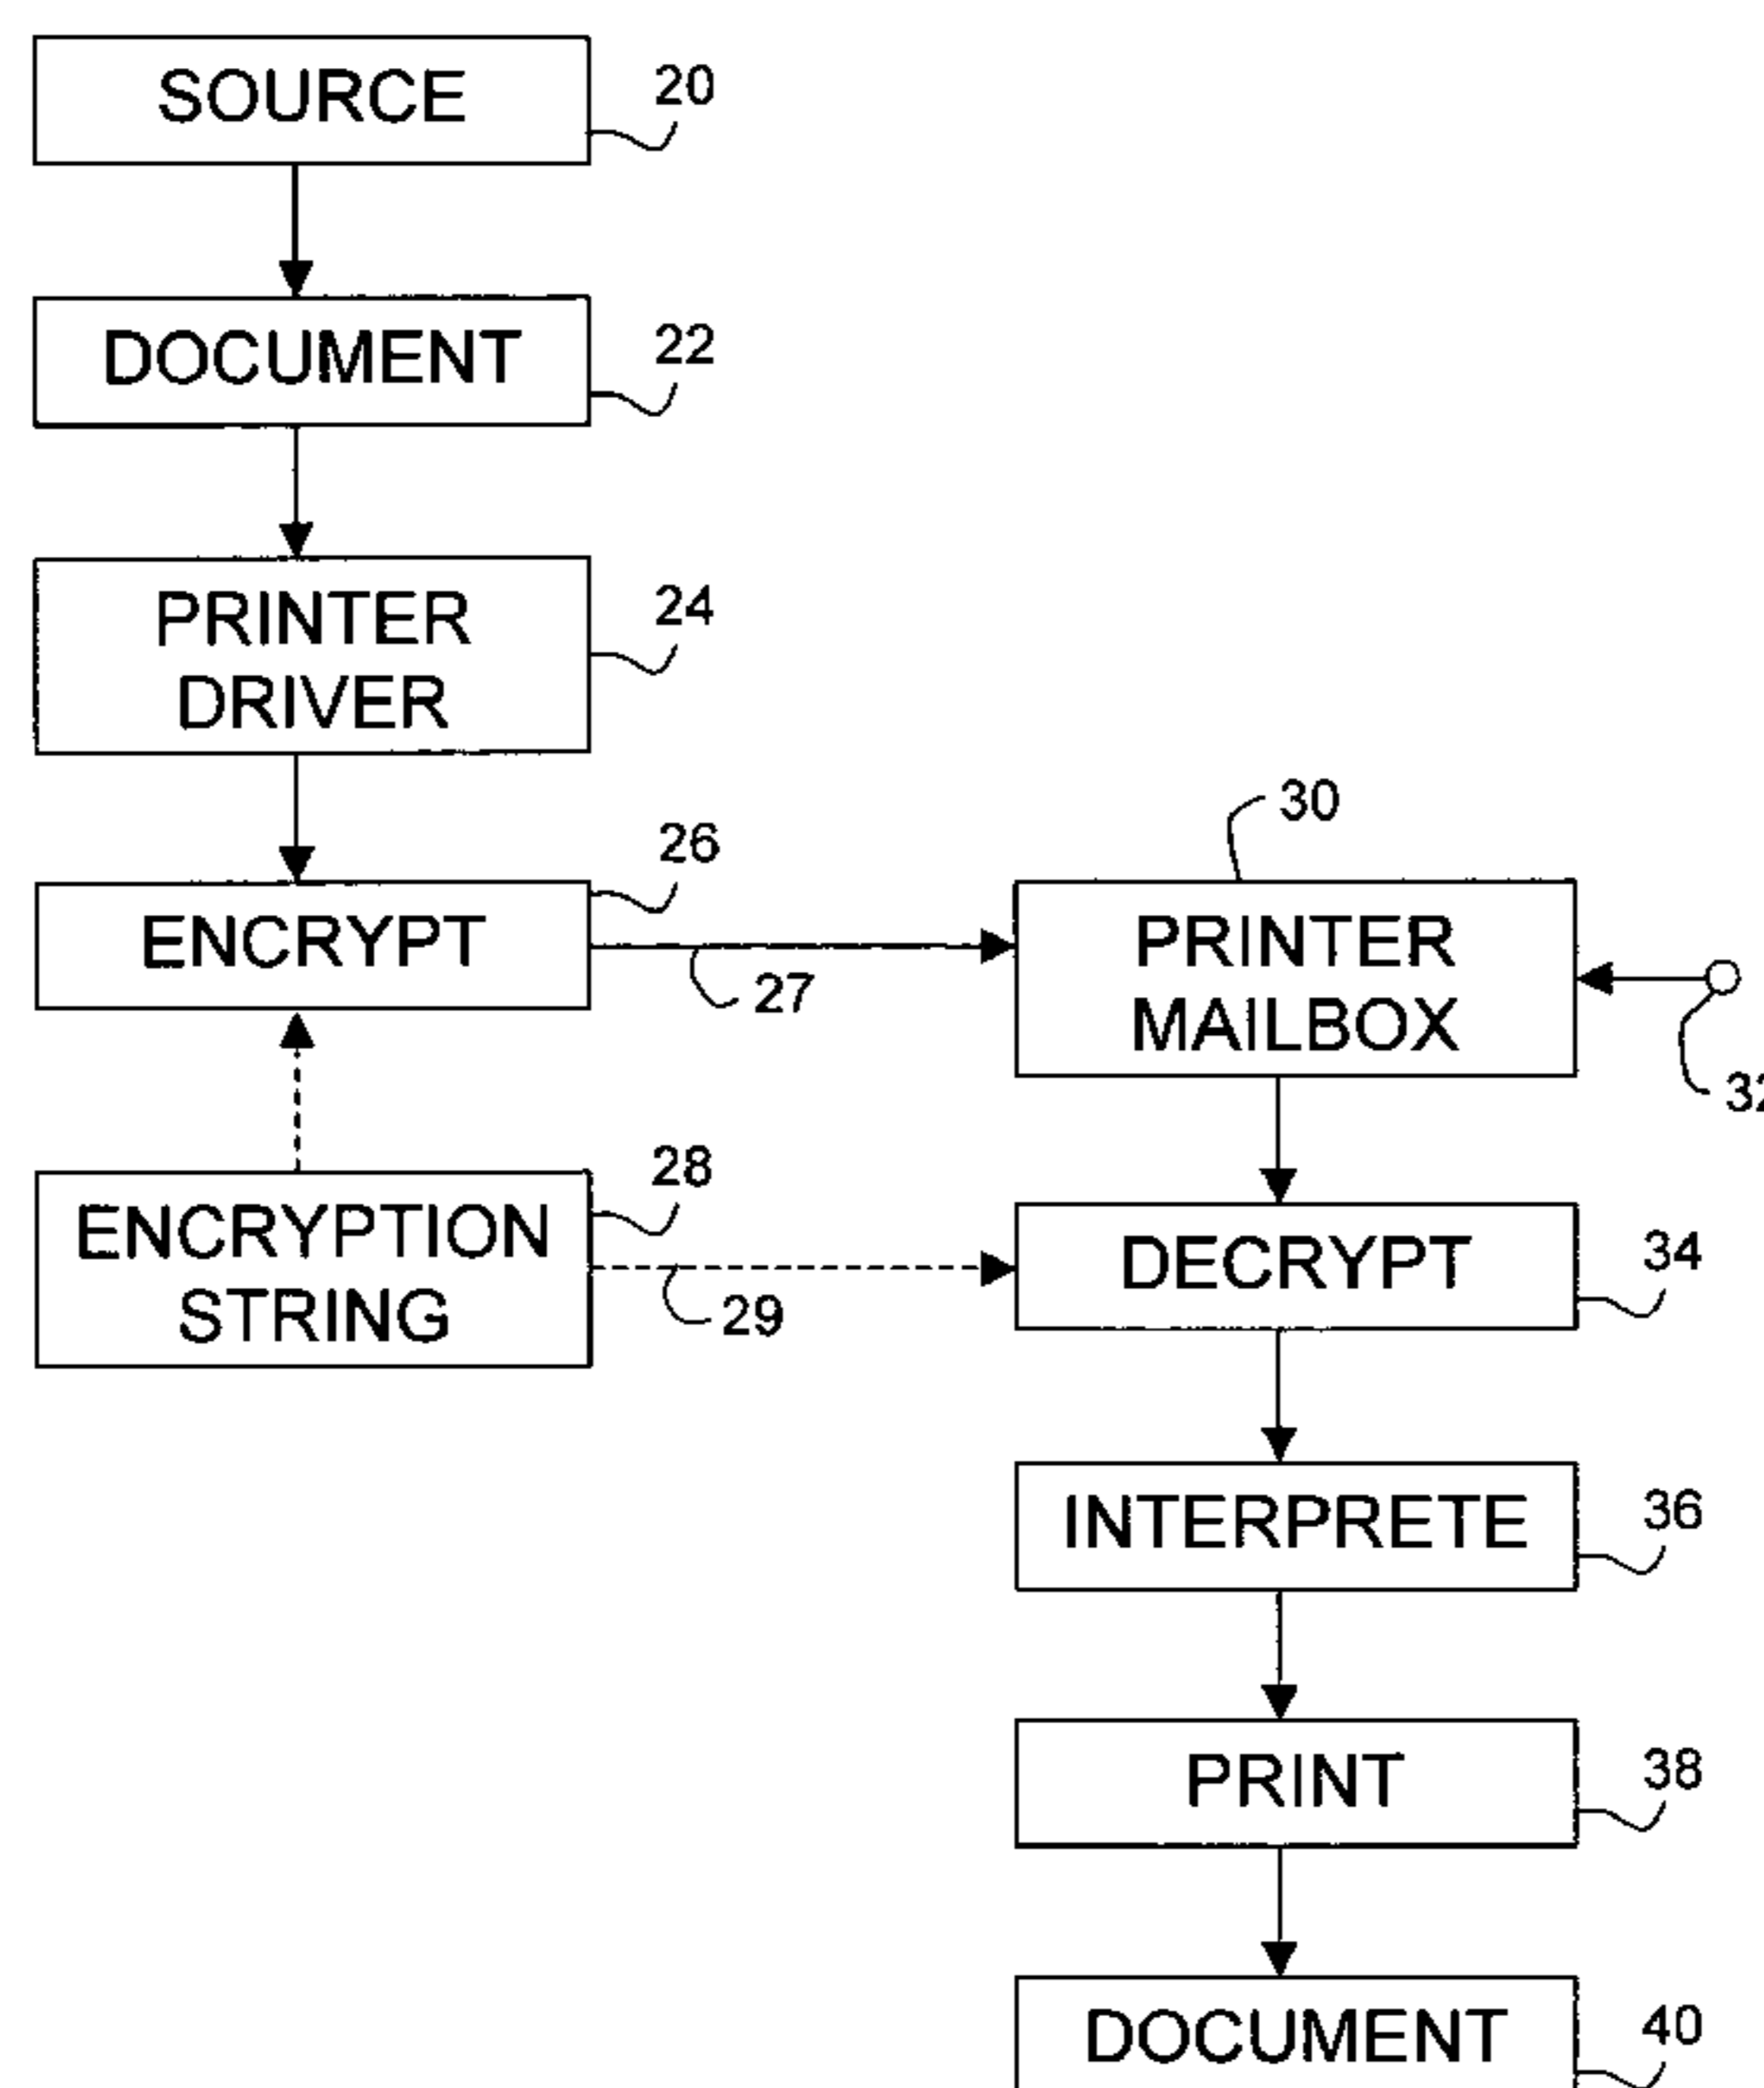 SOURCE
20
DOCUMENT
22
PRINTER
DRIVER
24
ENCRYPT
26
27
ENCRYPTION
STRING
28
29
30
PRINTER
MAILBOX
DECRYPT
34
INTERPRETE
36
PRINT
38
DOCUMENT
40